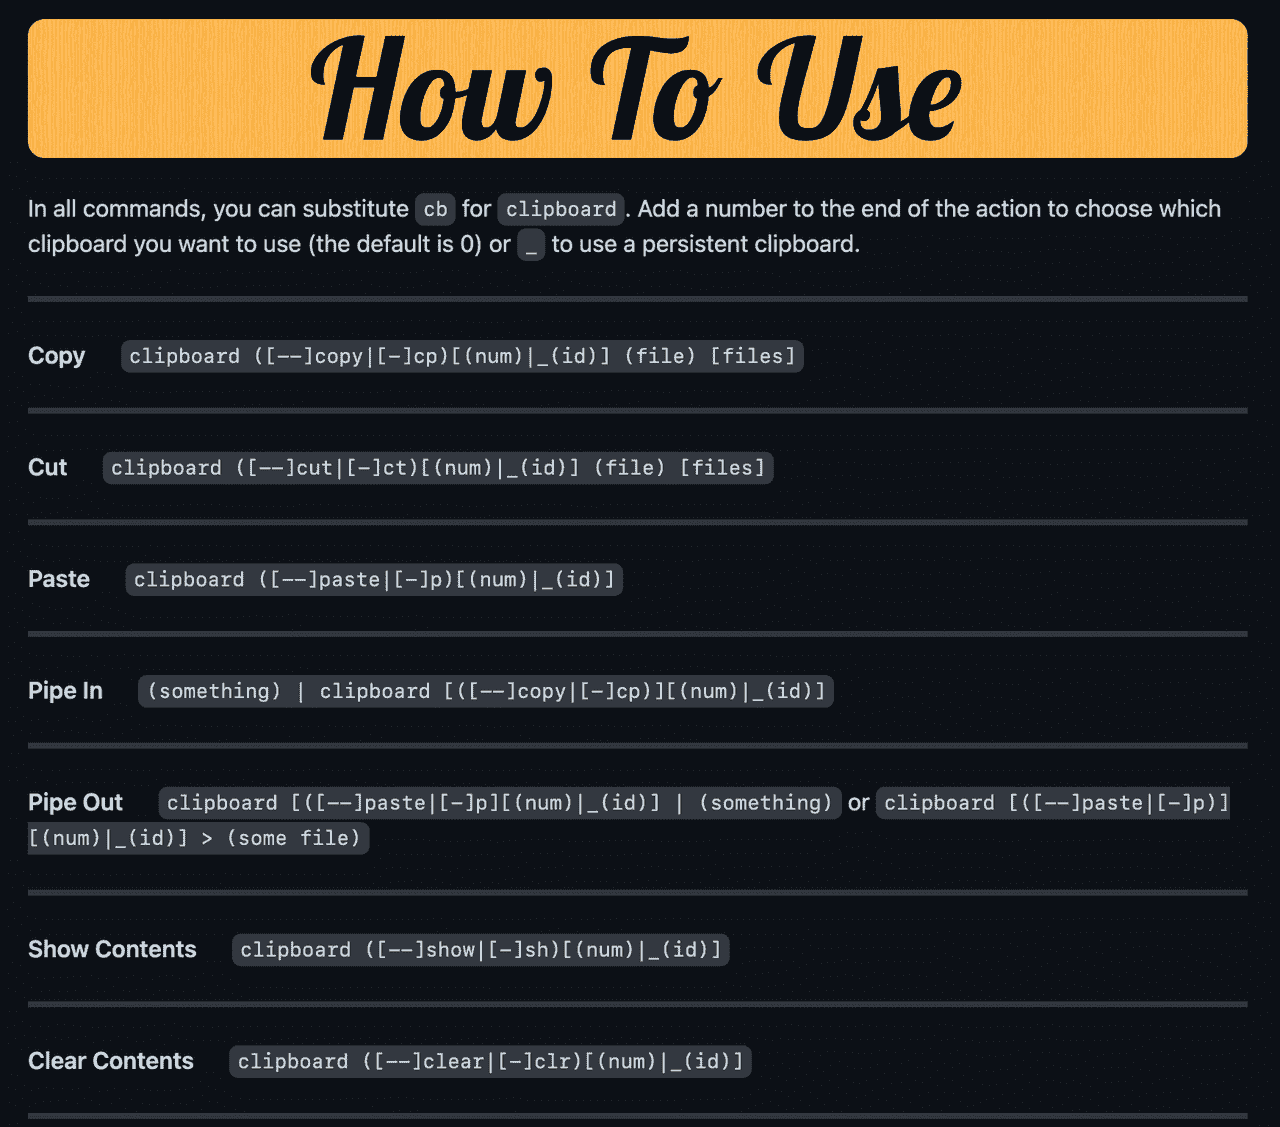 How To Use
In all commands, you can substitute cb for clipboard. Add a number to the end of the action to choose which
clipboard you want to use (the default is 0) or _ to use a persistent clipboard.
Copy clipboard ([--]copy|[-]cp)[(num)|_(id)] (file) [files]
Cut clipboard ([--]cut|[-]ct)[(num)|_(id)] (file) [files]
Paste clipboard ([--]paste|[-]p)[(num)|_(id)]
Pipe In (something) | clipboard [([--]copy|[-]cp)][(num)|_(id)]
Pipe Out clipboard [([--]paste|[-]p][(num)|_(id)] | (something) or clipboard [([--]paste|[-]p)]
[(num)|_(id)] > (some file)
Show Contents clipboard ([--]show|[-]sh)[(num)|_(id)]
Clear Contents clipboard ([--]clear|[-]clr)[(num)|_(id)]